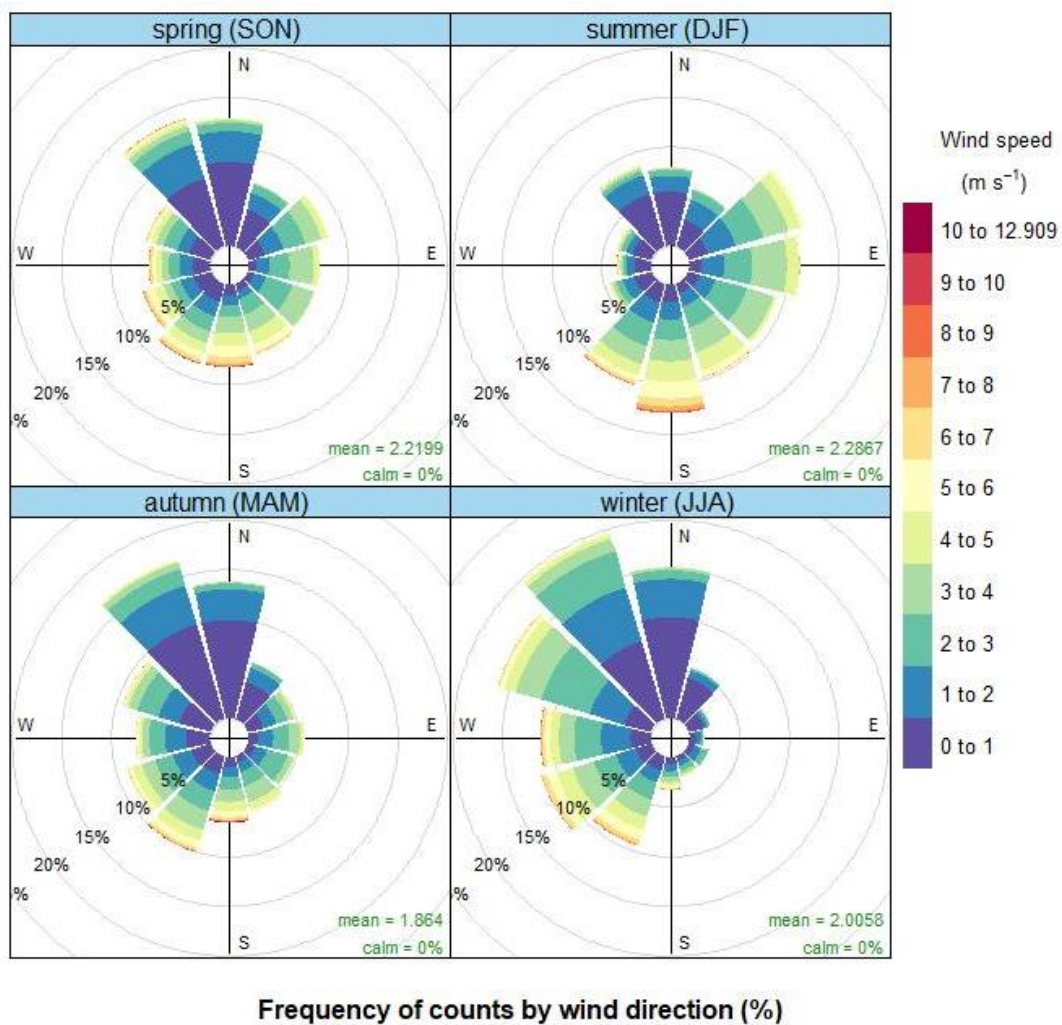 spring (SON)
N
W
E
5%
10%
15%
20%
%
S
mean = 2.2199
calm = 0%
summer (DJF)
N
W
E
5%
10%
15%
20%
%
S
mean = 2.2867
calm = 0%
autumn (MAM)
N
W
E
5%
10%
15%
20%
%
S
mean = 1.864
calm = 0%
winter (JJA)
N
W
E
5%
10%
15%
20%
%
S
mean = 2.0058
calm = 0%
Wind speed
(m s⁻¹)
10 to 12.909
9 to 10
8 to 9
7 to 8
6 to 7
5 to 6
4 to 5
3 to 4
2 to 3
1 to 2
0 to 1
Frequency of counts by wind direction (%)